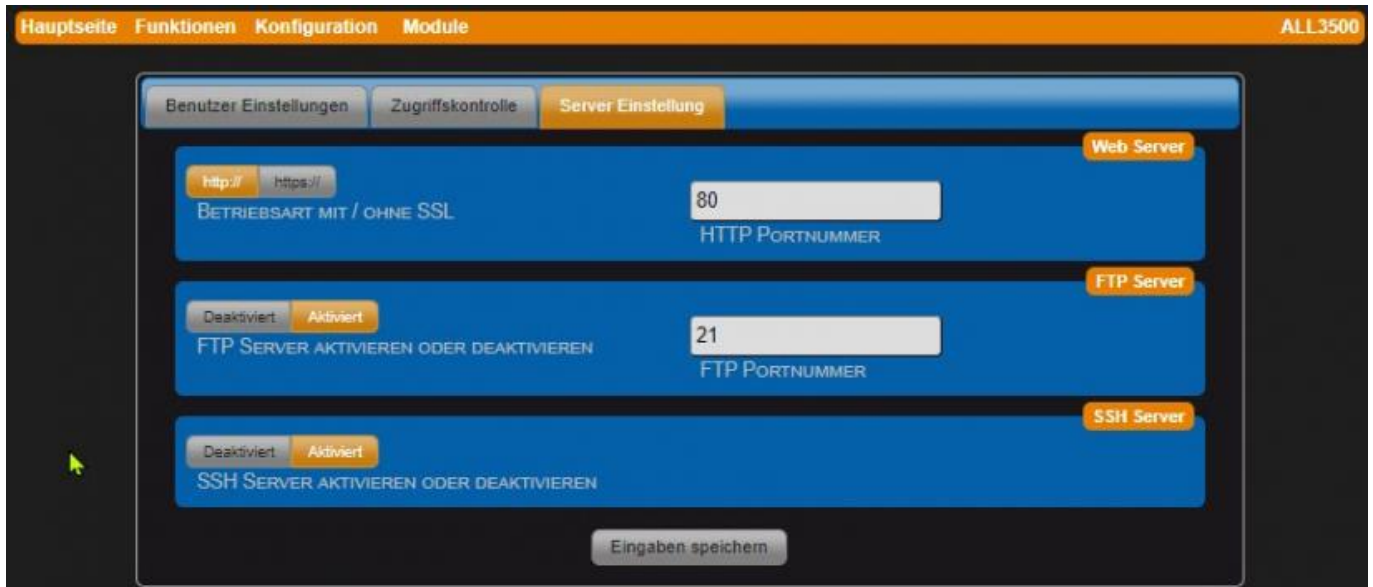 Hauptseite Funktionen Konfiguration Module ALL3500
Benutzer Einstellungen Zugriffskontrolle Server Einstellung
Web Server
http:// https://
BETRIEBSART MIT / OHNE SSL
80
HTTP PORTNUMMER
FTP Server
Deaktiviert Aktiviert
FTP SERVER AKTIVIEREN ODER DEAKTIVIEREN
21
FTP PORTNUMMER
SSH Server
Deaktiviert Aktiviert
SSH SERVER AKTIVIEREN ODER DEAKTIVIEREN
Eingaben speichern